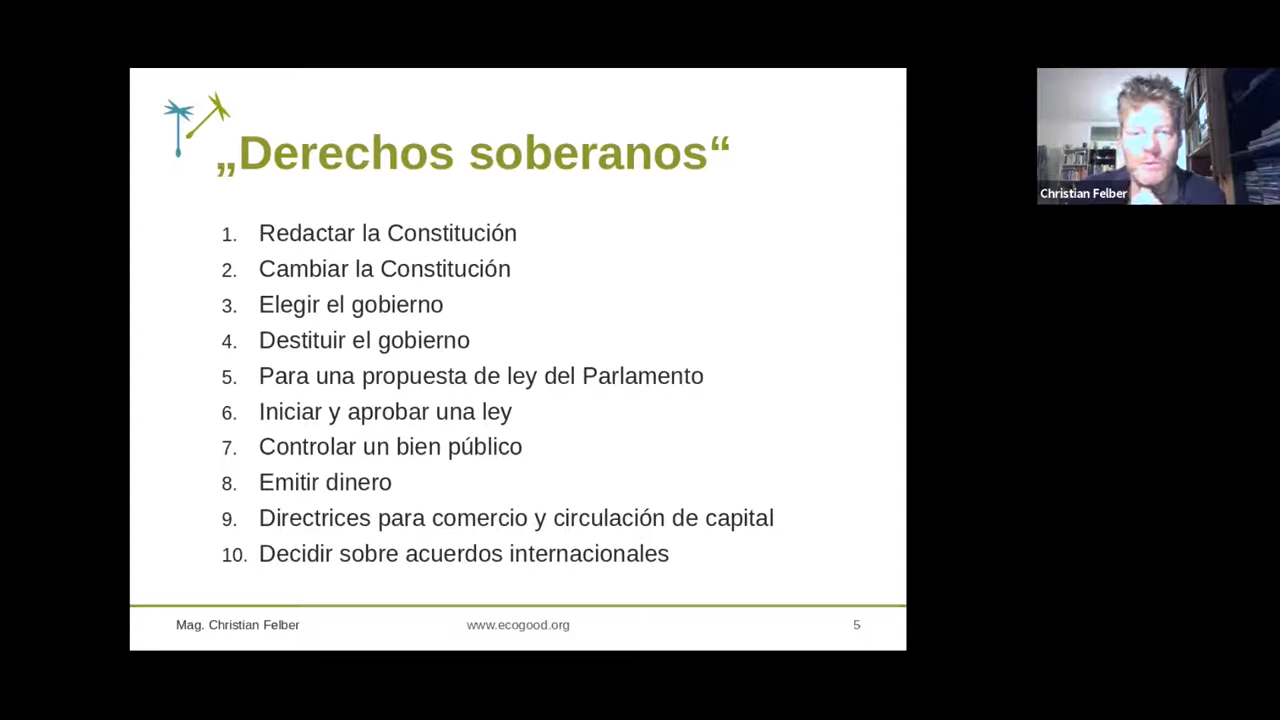 „Derechos soberanos“
1. Redactar la Constitución
2. Cambiar la Constitución
3. Elegir el gobierno
4. Destituir el gobierno
5. Para una propuesta de ley del Parlamento
6. Iniciar y aprobar una ley
7. Controlar un bien público
8. Emitir dinero
9. Directrices para comercio y circulación de capital
10. Decidir sobre acuerdos internacionales
Mag. Christian Felber
www.ecogood.org
5
Christian Felber